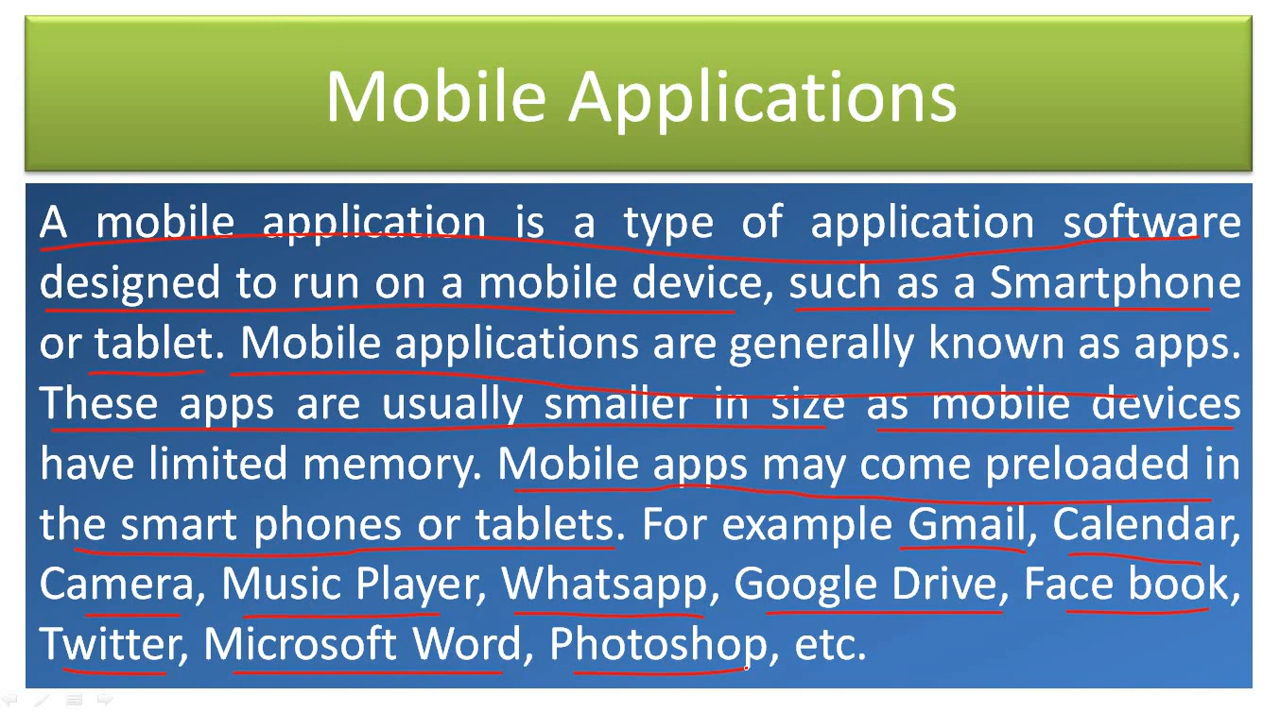 Mobile Applications
A mobile application is a type of application software
designed to run on a mobile device, such as a Smartphone
or tablet. Mobile applications are generally known as apps.
These apps are usually smaller in size as mobile devices
have limited memory. Mobile apps may come preloaded in
the smart phones or tablets. For example Gmail, Calendar,
Camera, Music Player, Whatsapp, Google Drive, Face book,
Twitter, Microsoft Word, Photoshop, etc.